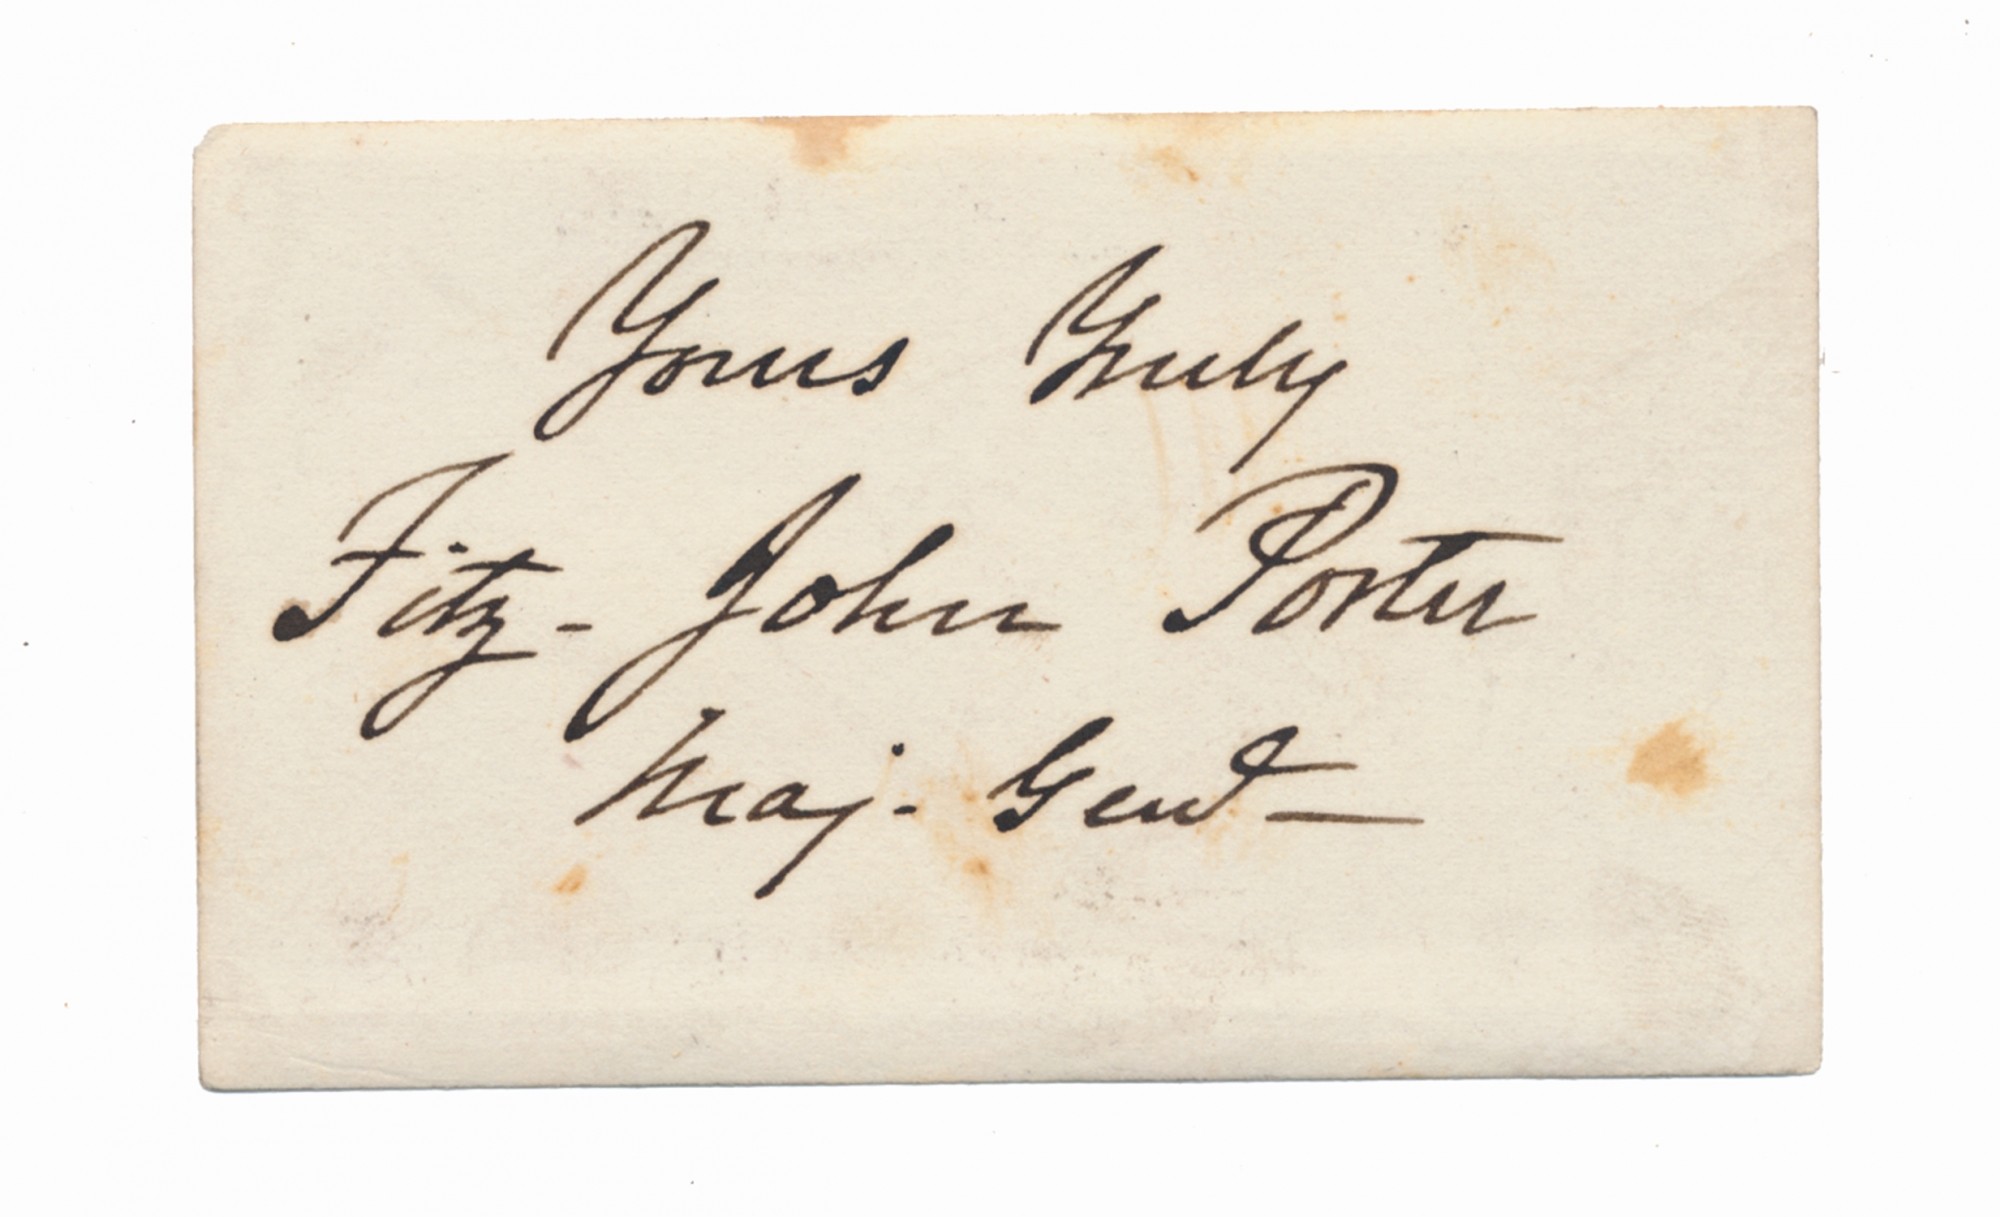 Yours Truly
Fitz-John Porter
Maj. Genl